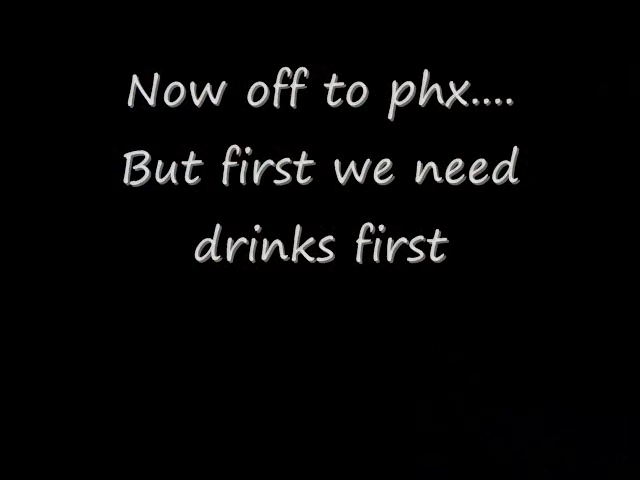 Now off to phx....
But first we need
drinks first